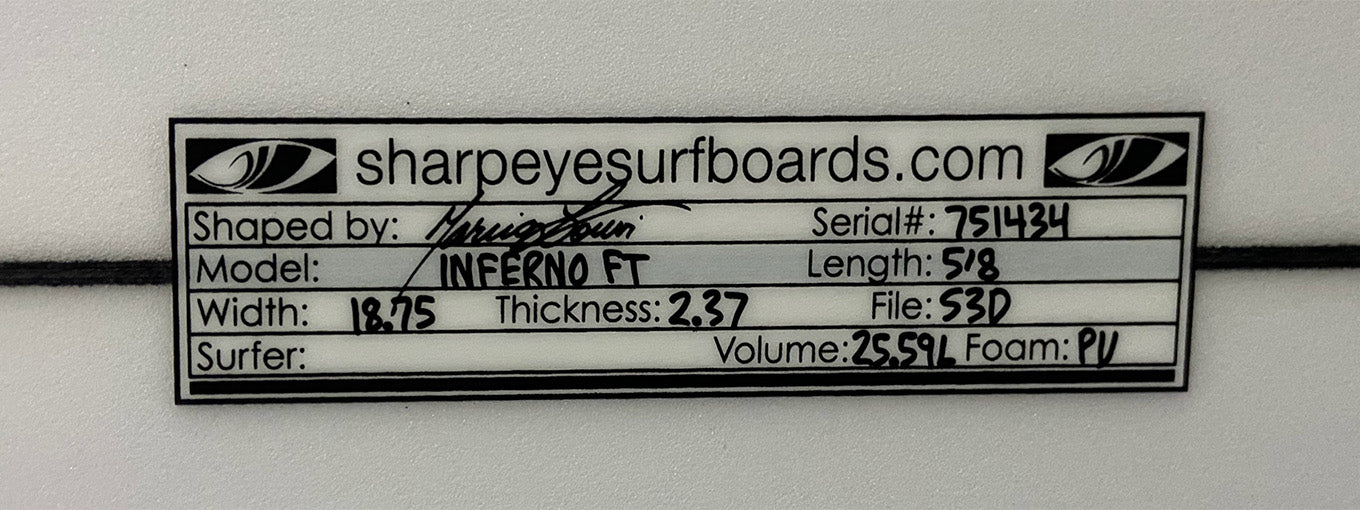 sharpeyesurfboards.com
Shaped by: Serial#: 751434
Model: INFERNO FT Length: 5'8
Width: 18.75 Thickness: 2.37 File: S3D
Surfer: Volume: 25.59L Foam: PU